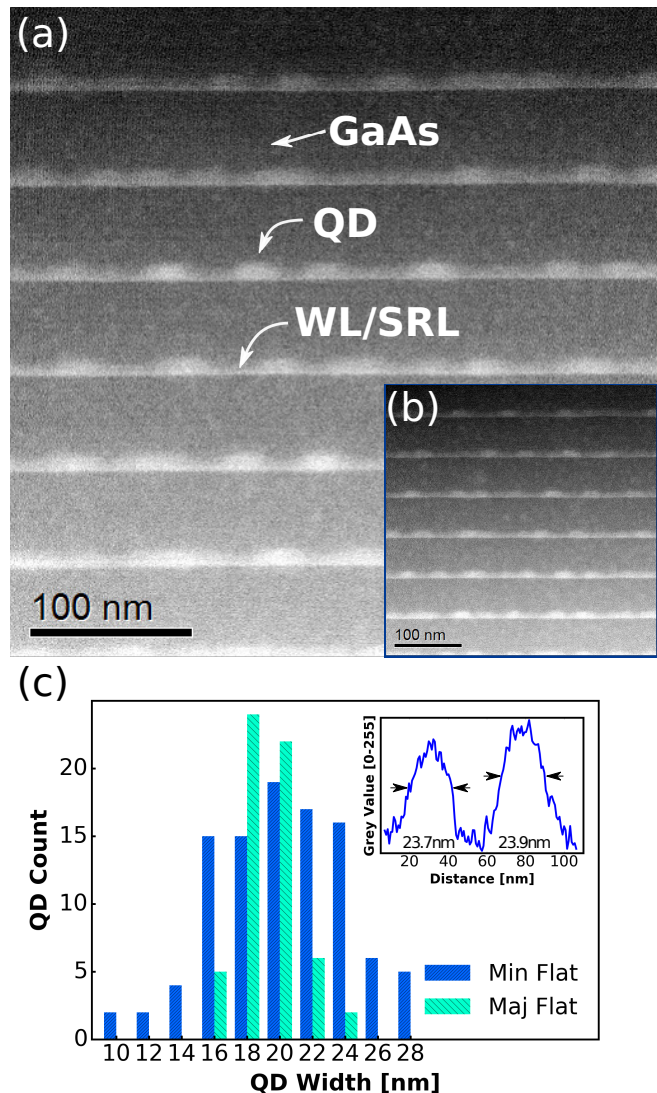 (a)
GaAs
QD
WL/SRL
(b)
100 nm
100 nm
(c)
QD Count
20
15
10
5
0
10 12 14 16 18 20 22 24 26 28
QD Width [nm]
Grey Value [0-255]
23.7nm 23.9nm
20 40 60 80 100
Distance [nm]
Min Flat
Maj Flat